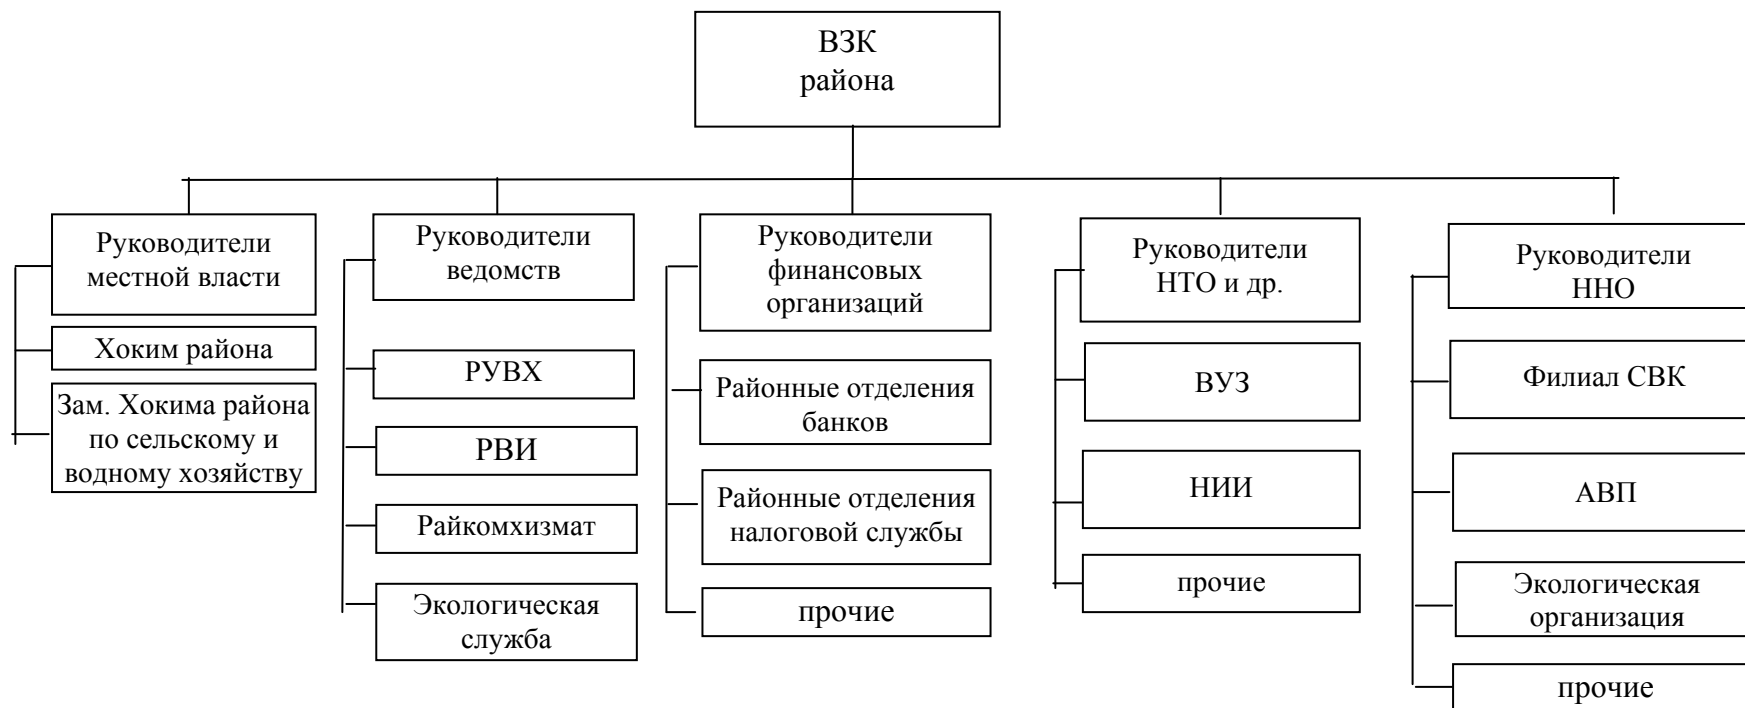 ВЗК
района
Руководители
местной власти
Хоким района
Зам. Хокима района
по сельскому и
водному хозяйству
Руководители
ведомств
РУВХ
РВИ
Райкомхизмат
Экологическая
служба
Руководители
финансовых
организаций
Районные отделения
банков
Районные отделения
налоговой службы
прочие
Руководители
НТО и др.
ВУЗ
НИИ
прочие
Руководители
ННО
Филиал СВК
АВП
Экологическая
организация
прочие